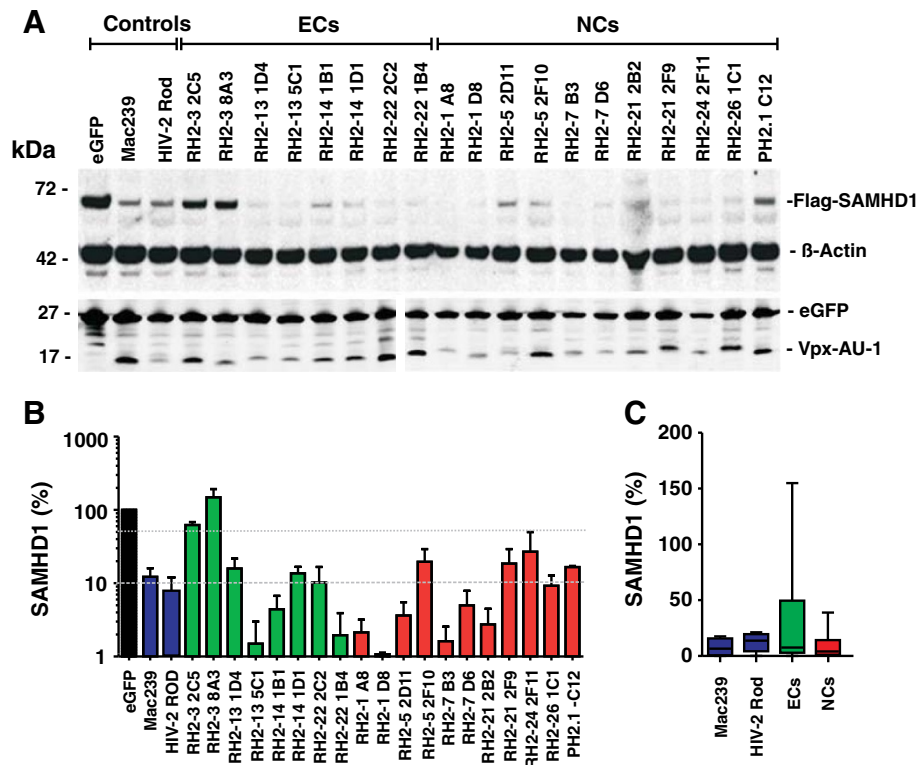 A
Controls
ECs
NCs
kDa
eGFP
Mac239
HIV-2 Rod
RH2-3 2C5
RH2-3 8A3
RH2-13 1D4
RH2-13 5C1
RH2-14 1B1
RH2-14 1D1
RH2-22 2C2
RH2-22 1B4
RH2-1 A8
RH2-1 D8
RH2-5 2D11
RH2-5 2F10
RH2-7 B3
RH2-7 D6
RH2-21 2B2
RH2-21 2F9
RH2-24 2F11
RH2-26 1C1
PH2.1 C12
72 -
-Flag-SAMHD1
42 -
- ß-Actin
27 -
- eGFP
17 -
- Vpx-AU-1
B
SAMHD1 (%)
1000
100
10
1
eGFP
Mac239
HIV-2 ROD
RH2-3 2C5
RH2-3 8A3
RH2-13 1D4
RH2-13 5C1
RH2-14 1B1
RH2-14 1D1
RH2-22 2C2
RH2-22 1B4
RH2-1 A8
RH2-1 D8
RH2-5 2D11
RH2-5 2F10
RH2-7 B3
RH2-7 D6
RH2-21 2B2
RH2-21 2F9
RH2-24 2F11
RH2-26 1C1
PH2.1 -C12
C
SAMHD1 (%)
200
150
100
50
0
Mac239
HIV-2 Rod
ECs
NCs